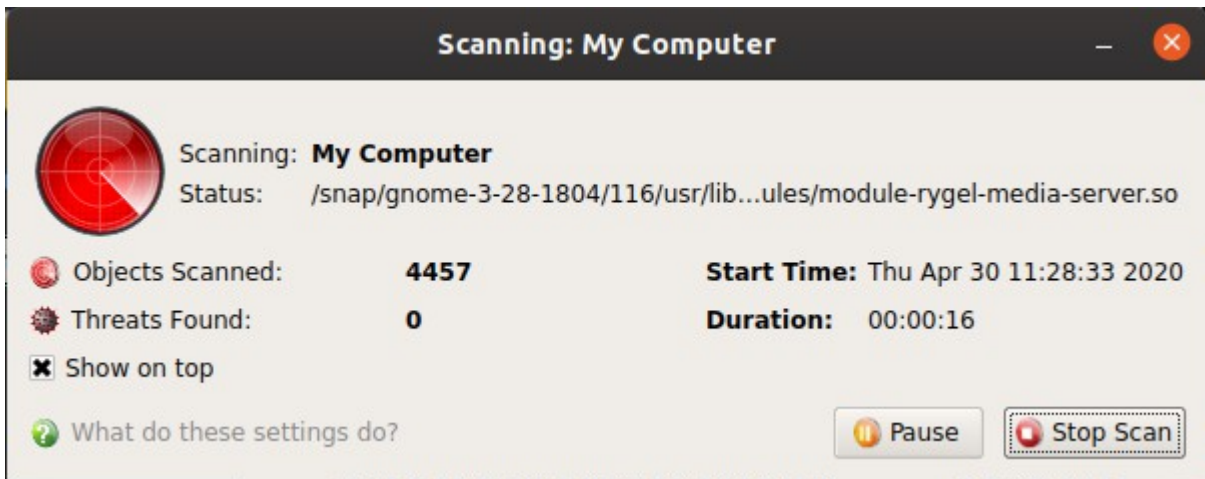 Scanning: My Computer
Scanning: My Computer
Status: /snap/gnome-3-28-1804/116/usr/lib...ules/module-rygel-media-server.so
Objects Scanned: 4457 Start Time: Thu Apr 30 11:28:33 2020
Threats Found: 0 Duration: 00:00:16
Show on top
What do these settings do? Pause Stop Scan